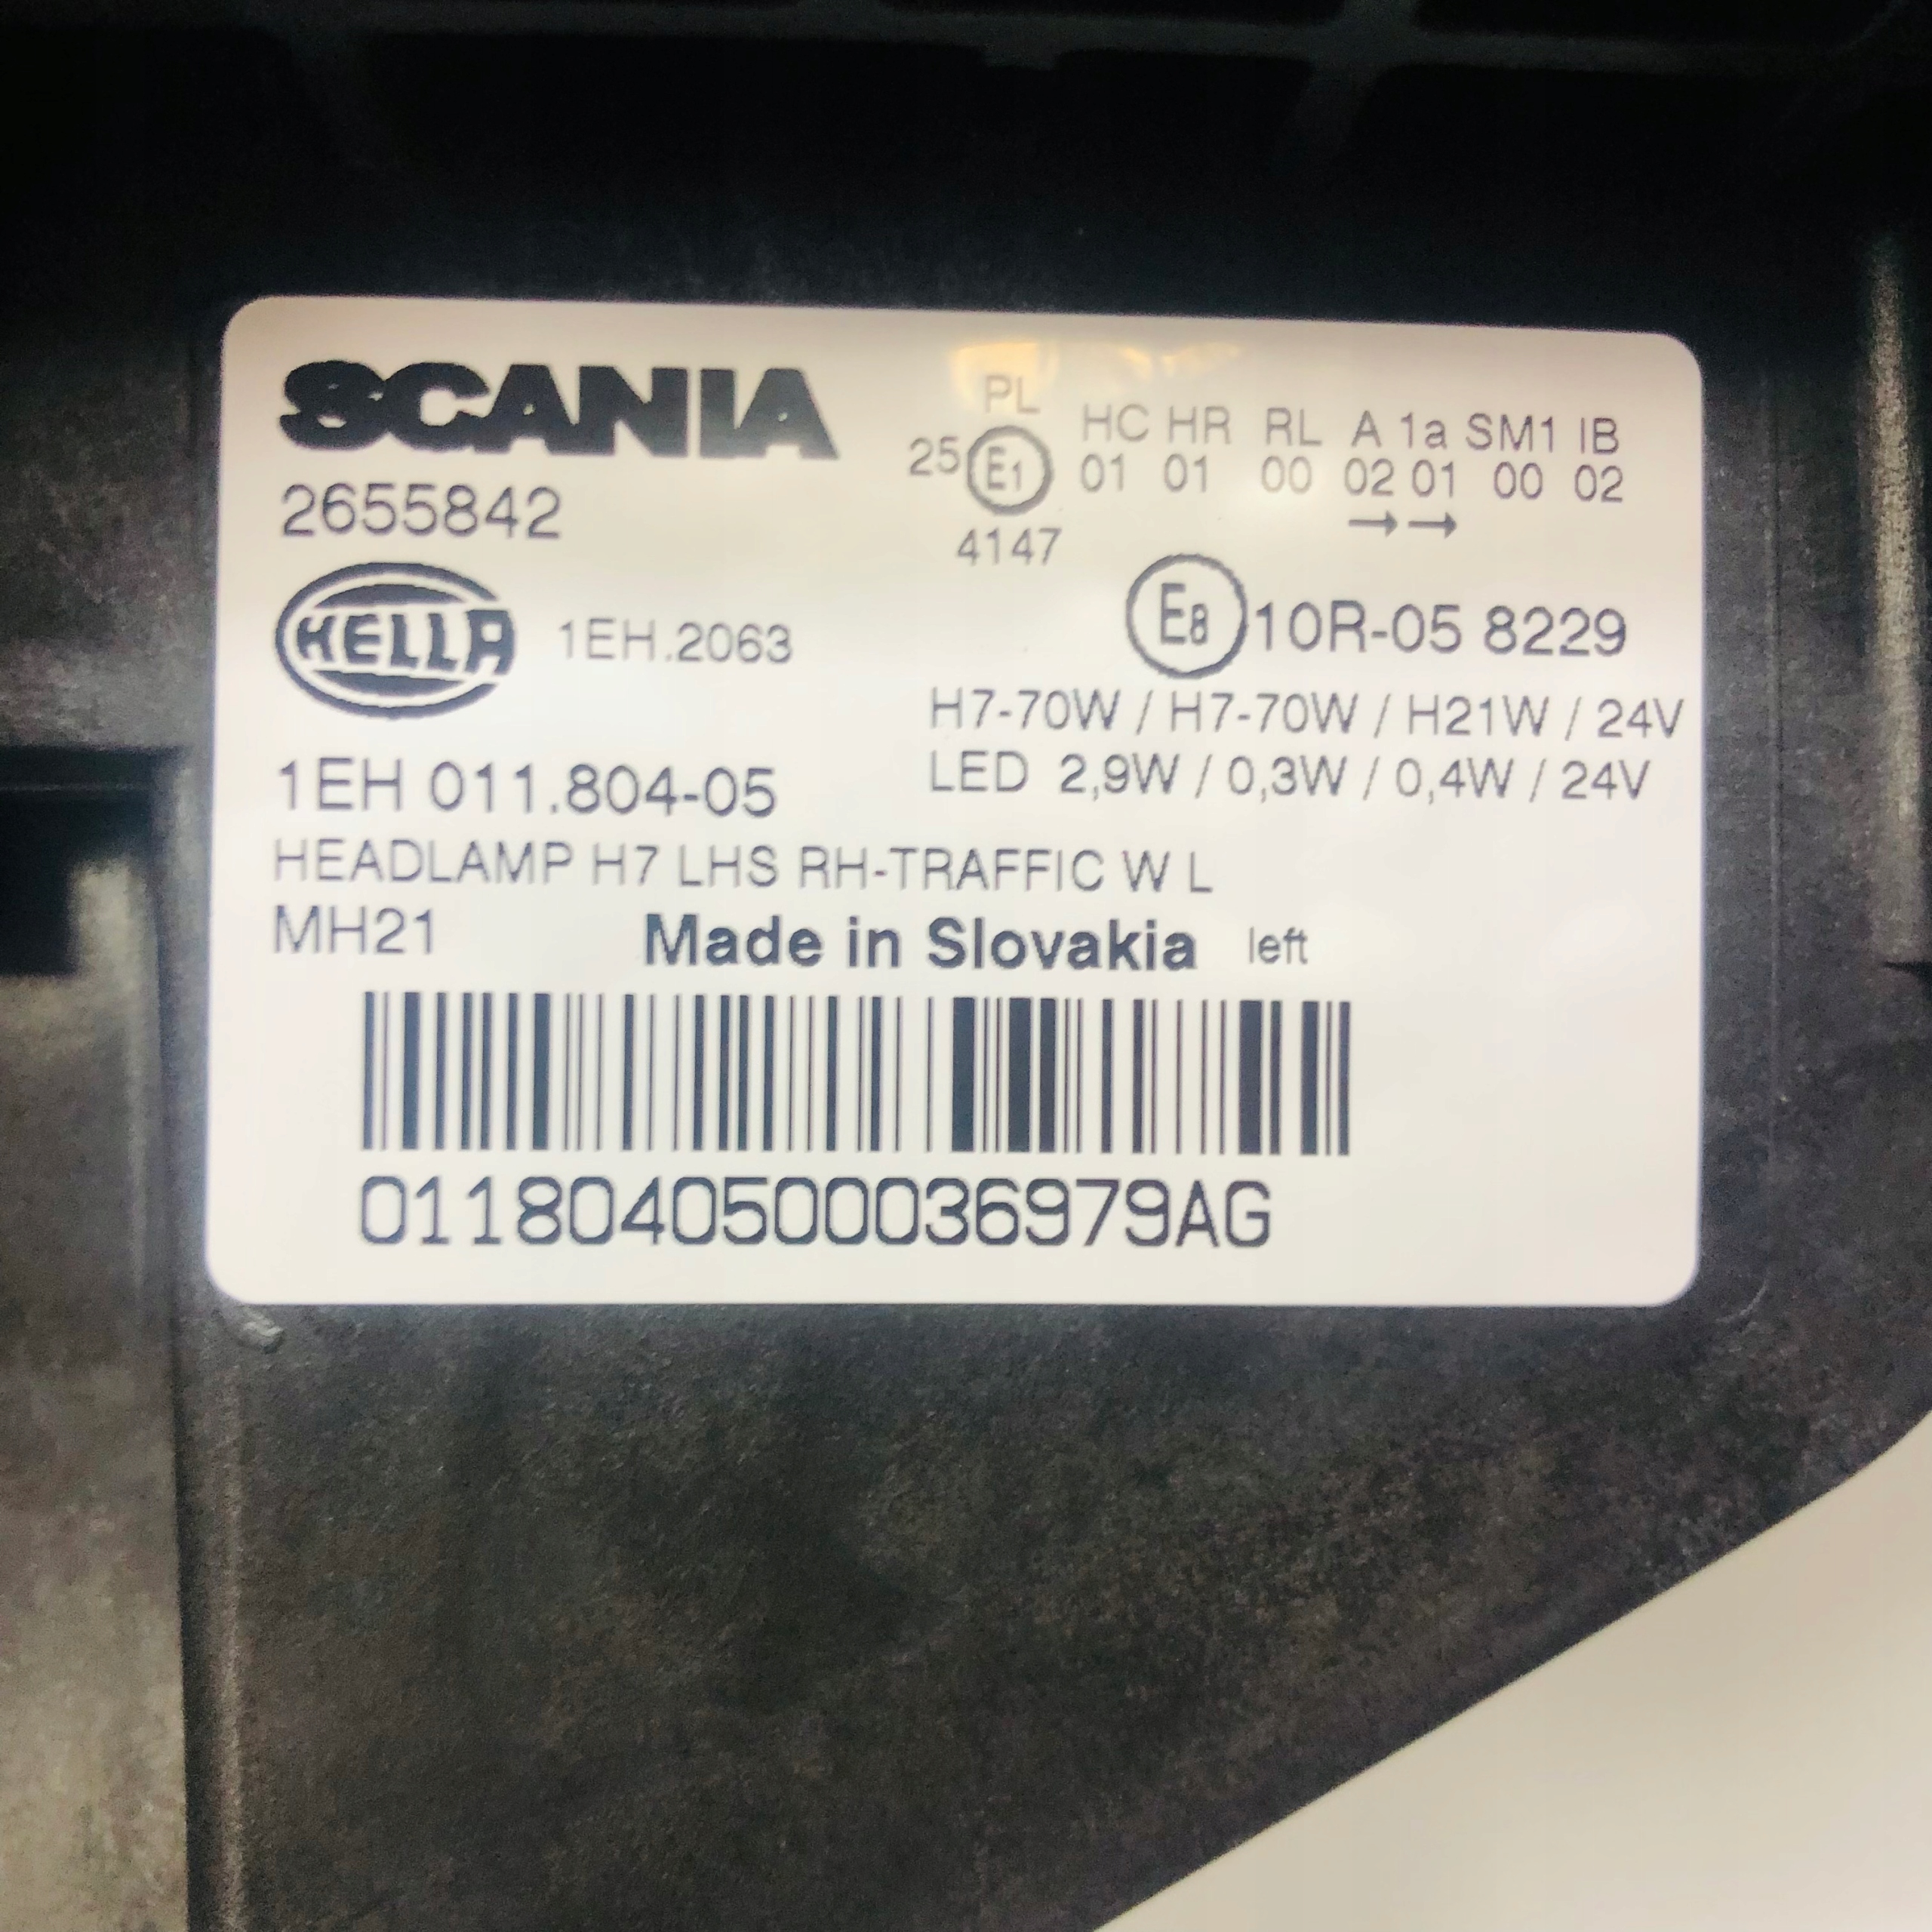 SCANIA
2655842
PL
HC HR RL A 1a SM1 IB
25 E1 01 01 00 02 01 00 02
→ →
4147
HELLA 1EH.2063
E8 10R-05 8229
H7-70W / H7-70W / H21W / 24V
LED 2,9W / 0,3W / 0,4W / 24V
1EH 011.804-05
HEADLAMP H7 LHS RH-TRAFFIC W L
MH21 Made in Slovakia left
01180405000036979AG